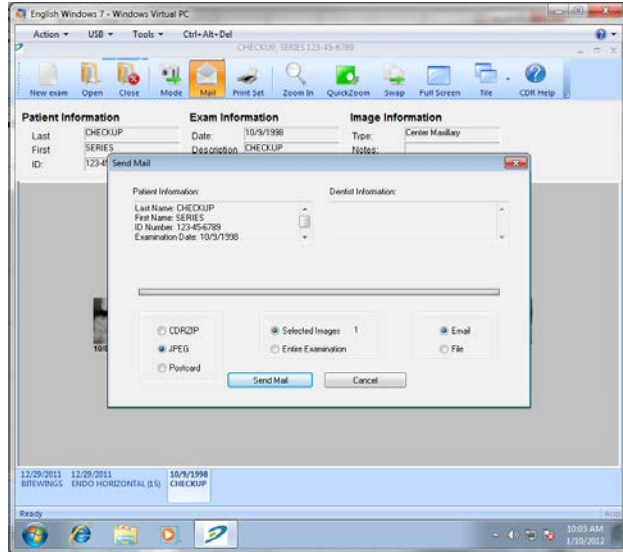 English Windows 7 - Windows Virtual PC
Action USB Tools Ctrl+Alt+Del
CHECKUP, SERIES 123-45-6789
New exam Open Close Mode Mail Print Set Zoom In QuickZoom Swap Full Screen Tile CDR Help
Patient Information Exam Information Image Information
Last CHECKUP Date: 10/9/1998 Type: Center Maxillary
First SERIES Description CHECKUP Notes:
ID: 123-45
Send Mail
Patient Information: Dentist Information:
Last Name: CHECKUP
First Name: SERIES
ID Number: 123-45-6789
Examination Date: 10/9/1998
CDRZIP Selected Images 1 Email
JPEG Entire Examination File
Postcard
Send Mail Cancel
12/29/2011 12/29/2011 10/9/1998
BITEWINGS ENDO HORIZONTAL (15) CHECKUP
Ready
10:03 AM
1/10/2012